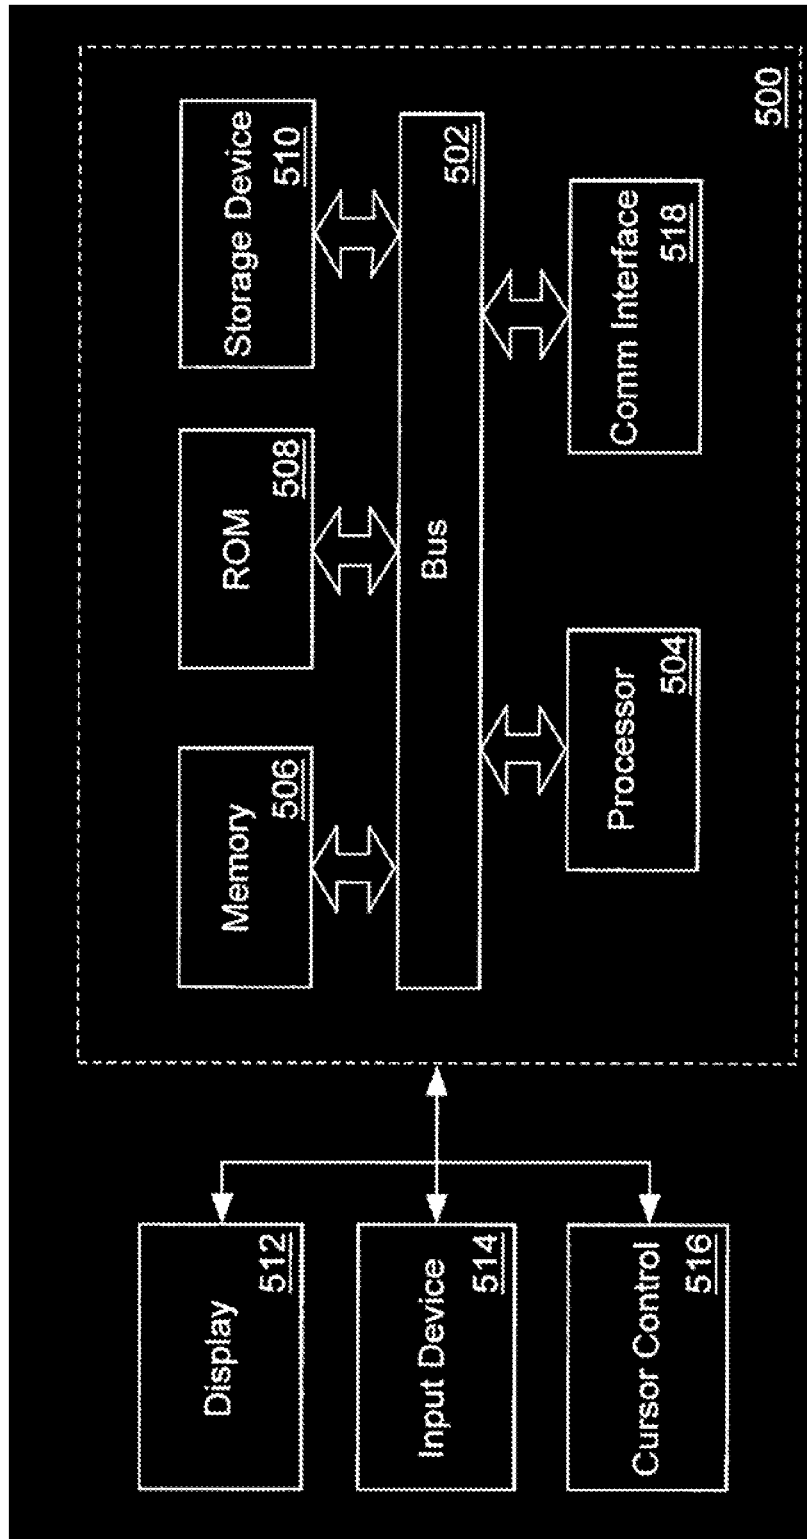 Display
512
Input Device
514
Cursor Control
516
Memory
506
ROM
508
Storage Device
510
Bus
502
Processor
504
Comm Interface
518
500